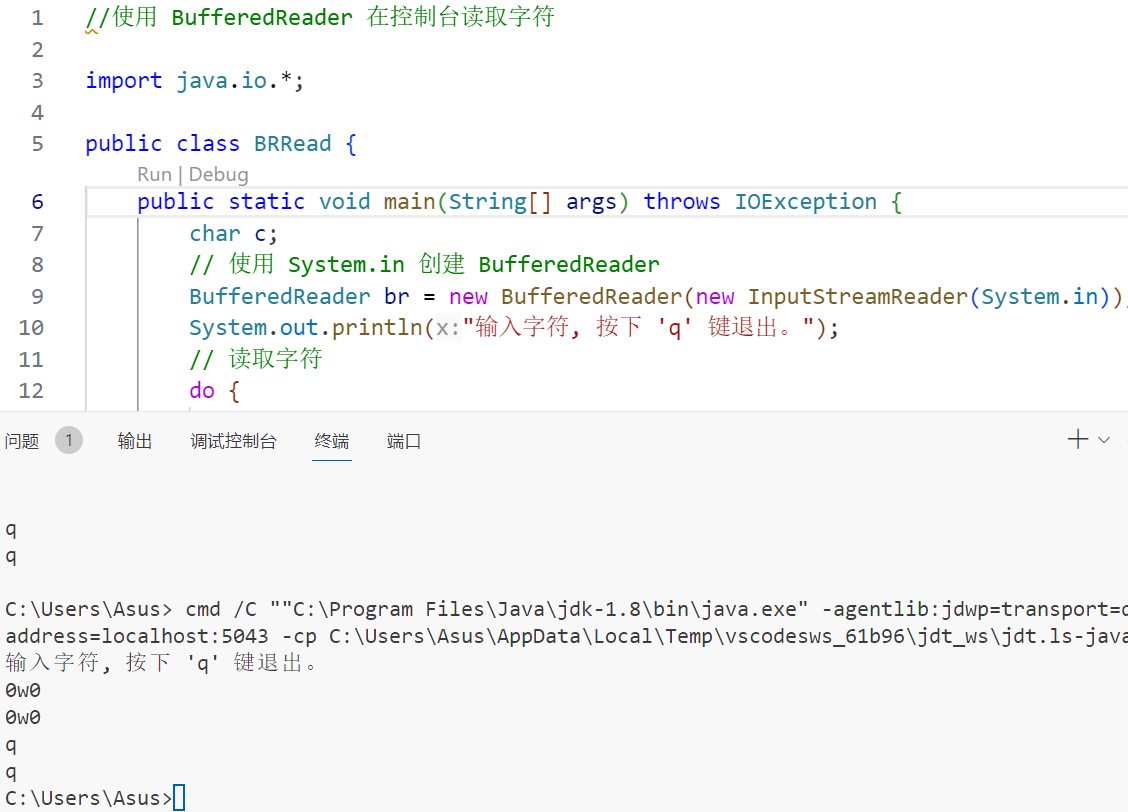 1 //使用 BufferedReader 在控制台读取字符
2
3 import java.io.*;
4
5 public class BRRead {
Run | Debug
6 public static void main(String[] args) throws IOException {
7 char c;
8 // 使用 System.in 创建 BufferedReader
9 BufferedReader br = new BufferedReader(new InputStreamReader(System.in))
10 System.out.println(x:"输入字符, 按下 'q' 键退出。");
11 // 读取字符
12 do {
问题 1 输出 调试控制台 终端 端口
q
q
C:\Users\Asus> cmd /C ""C:\Program Files\Java\jdk-1.8\bin\java.exe" -agentlib:jdwp=transport=
address=localhost:5043 -cp C:\Users\Asus\AppData\Local\Temp\vscodesws_61b96\jdt_ws\jdt.ls-java
输入字符, 按下 'q' 键退出。
0w0
0w0
q
q
C:\Users\Asus>